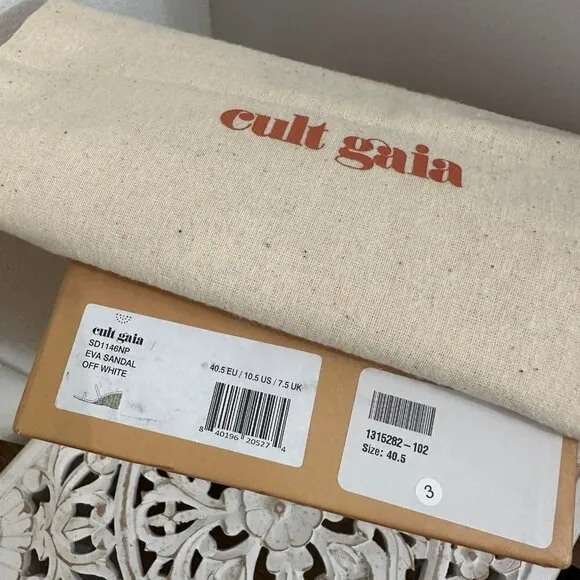 cult gaia
cult gaia
SD1146NP
EVA SANDAL
OFF WHITE
40.5 EU / 10.5 US / 7.5 UK
8 40196 20527 4
1315282-102
Size: 40.5
3